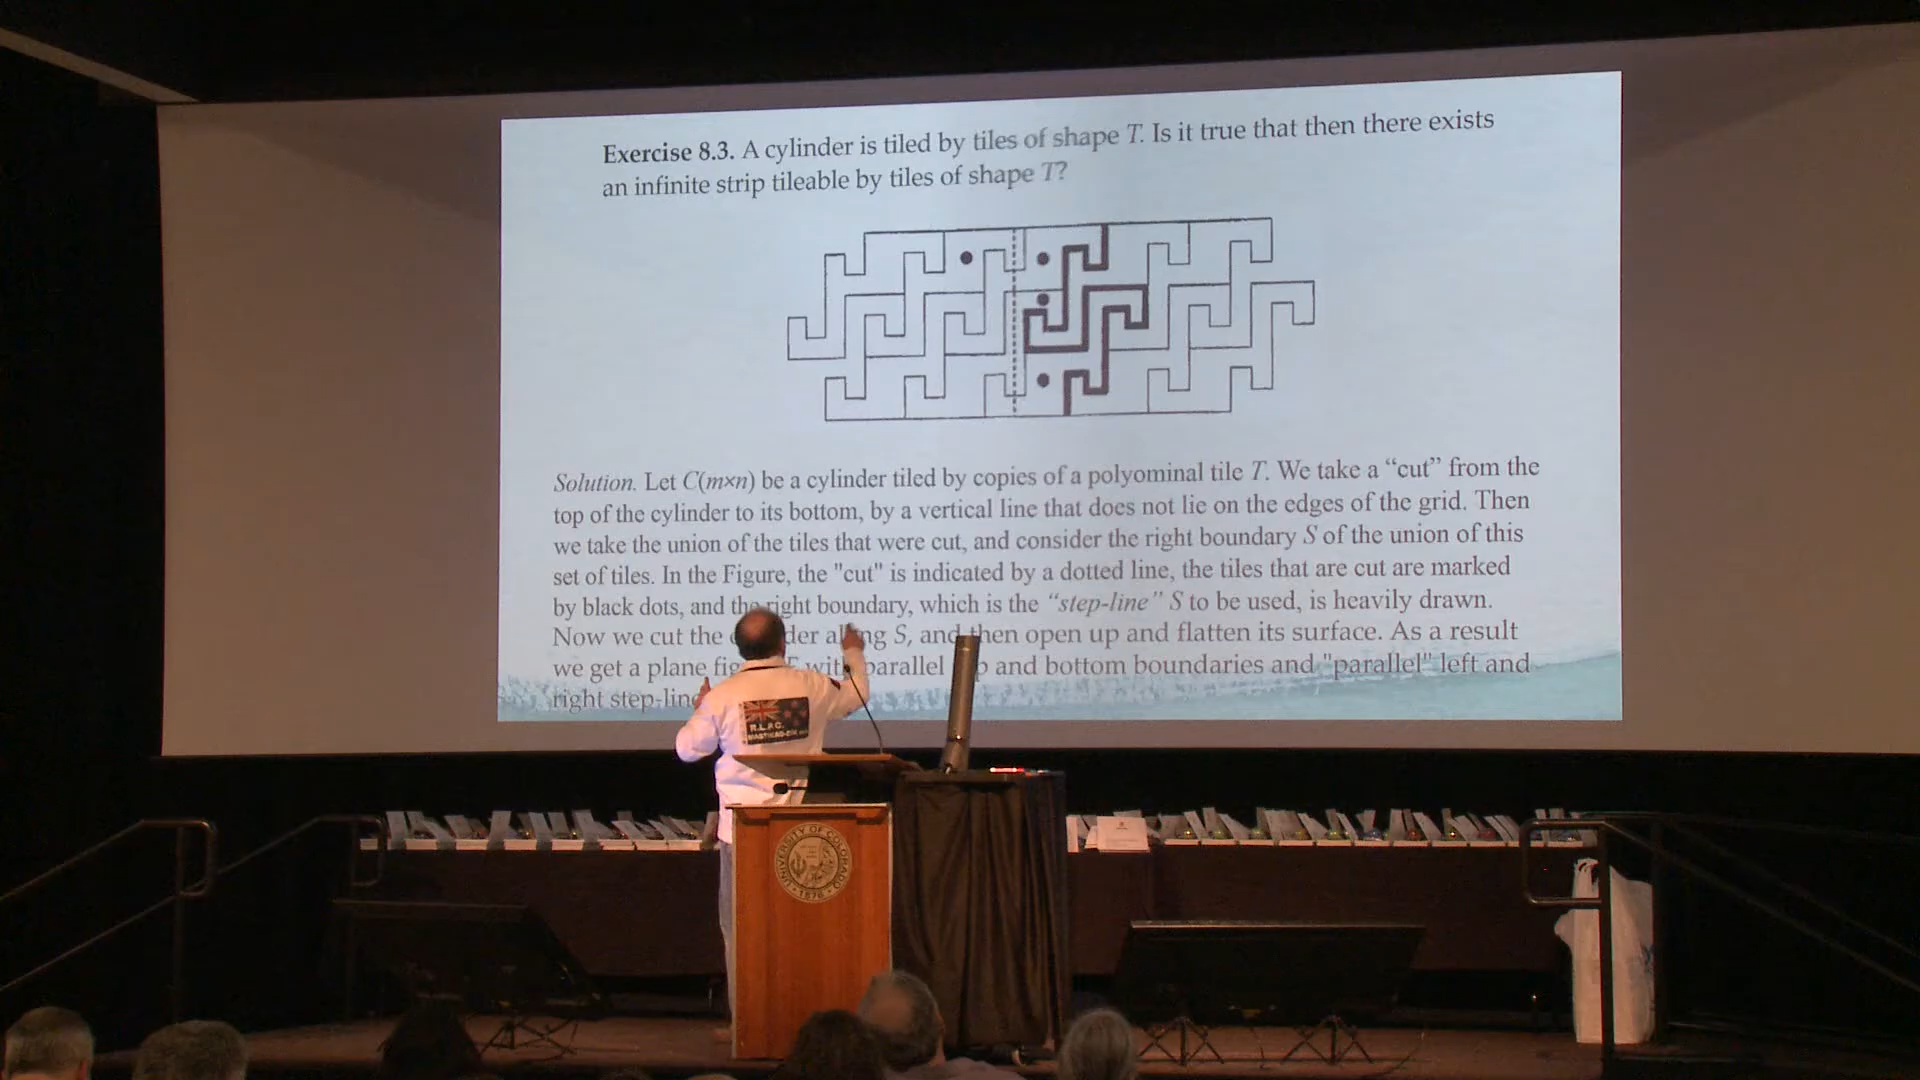 Exercise 8.3. A cylinder is tiled by tiles of shape T. Is it true that then there exists
an infinite strip tileable by tiles of shape T?
Solution. Let C(m×n) be a cylinder tiled by copies of a polyominal tile T. We take a “cut” from the
top of the cylinder to its bottom, by a vertical line that does not lie on the edges of the grid. Then
we take the union of the tiles that were cut, and consider the right boundary S of the union of this
set of tiles. In the Figure, the "cut" is indicated by a dotted line, the tiles that are cut are marked
by black dots, and the right boundary, which is the “step-line” S to be used, is heavily drawn.
Now we cut the along S, and then open up and flatten its surface. As a result
we get a plane with parallel and bottom boundaries and "parallel" left and
right
UNIVERSITY OF COLORADO
1876